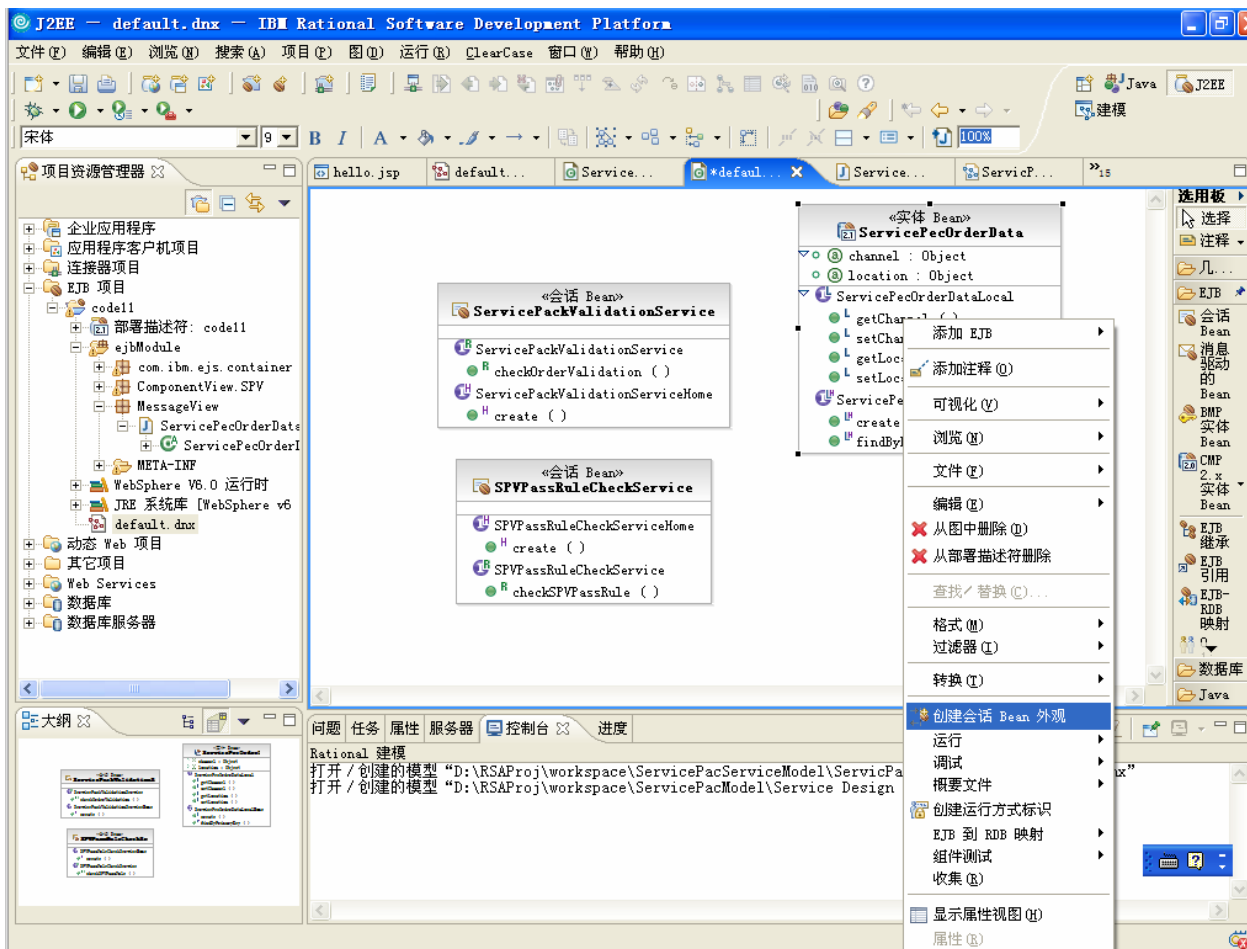 J2EE - default.dnx - IBM Rational Software Development Platform
文件(F) 编辑(E) 浏览(N) 搜索(A) 项目(P) 图(D) 运行(R) ClearCase 窗口(W) 帮助(H)
Java
J2EE
建模
宋体
9
B I A
100%
项目资源管理器
企业应用程序
应用程序客户机项目
连接器项目
EJB 项目
code11
部署描述符: code11
ejbModule
com.ibm.ejs.container
ComponentView.SPV
MessageView
ServicePecOrderData
ServicePecOrderD
META-INF
WebSphere V6.0 运行时
JRE 系统库 [WebSphere v6
default.dnx
动态 Web 项目
其它项目
Web Services
数据库
数据库服务器
hello.jsp
default...
Service...
*defaul...
Service...
ServicP...
»15
«会话 Bean»
ServicePackValidationService
ServicePackValidationService
checkOrderValidation ( )
ServicePackValidationServiceHome
create ( )
«会话 Bean»
SPVPassRuleCheckService
SPVPassRuleCheckServiceHome
create ( )
SPVPassRuleCheckService
checkSPVPassRule ( )
«实体 Bean»
ServicePecOrderData
channel : Object
location : Object
ServicePecOrderDataLocal
getChannel ( )
setChan
getLoc
setLoc
ServicePe
create
findByP
添加 EJB
添加注释(O)
可视化(V)
浏览(N)
文件(F)
编辑(E)
从图中删除(D)
从部署描述符删除
查找/替换(C)...
格式(M)
过滤器(I)
转换(T)
创建会话 Bean 外观
运行
调试
概要文件
创建运行方式标识
EJB 到 RDB 映射
组件测试
收集(R)
显示属性视图(H)
属性(R)
选用板
选择
注释
几...
EJB
会话
Bean
消息
驱动
的
Bean
BMP
实体
Bean
CMP
2.x
实体
Bean
EJB
继承
EJB
引用
EJB-
RDB
映射
数据库
Java
大纲
问题 任务 属性 服务器 控制台 进度
Rational 建模
打开/创建的模型 “D:\RSAProj\workspace\ServicePacServiceModel\ServicPa
打开/创建的模型 “D:\RSAProj\workspace\ServicePacModel\Service Design